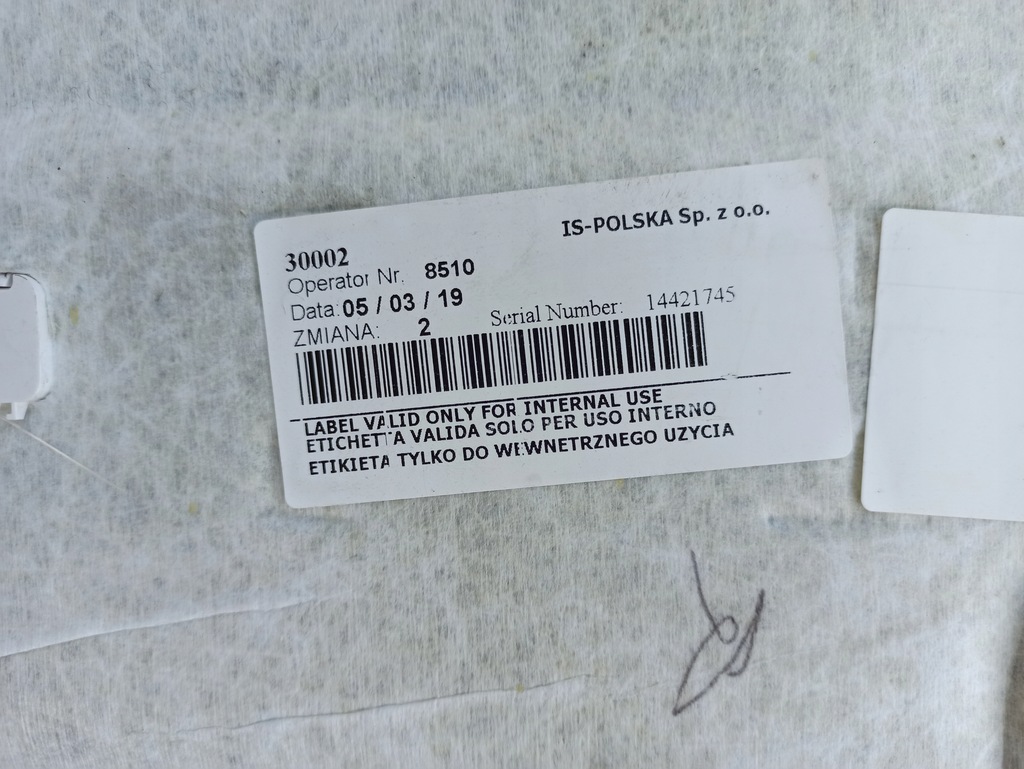 IS-POLSKA Sp. z o.o.
30002
Operator Nr. 8510
Data: 05 / 03 / 19
ZMIANA: 2 Serial Number: 14421745
LABEL VALID ONLY FOR INTERNAL USE
ETICHETTA VALIDA SOLO PER USO INTERNO
ETIKIETA TYLKO DO WEWNETRZNEGO UZYCIA